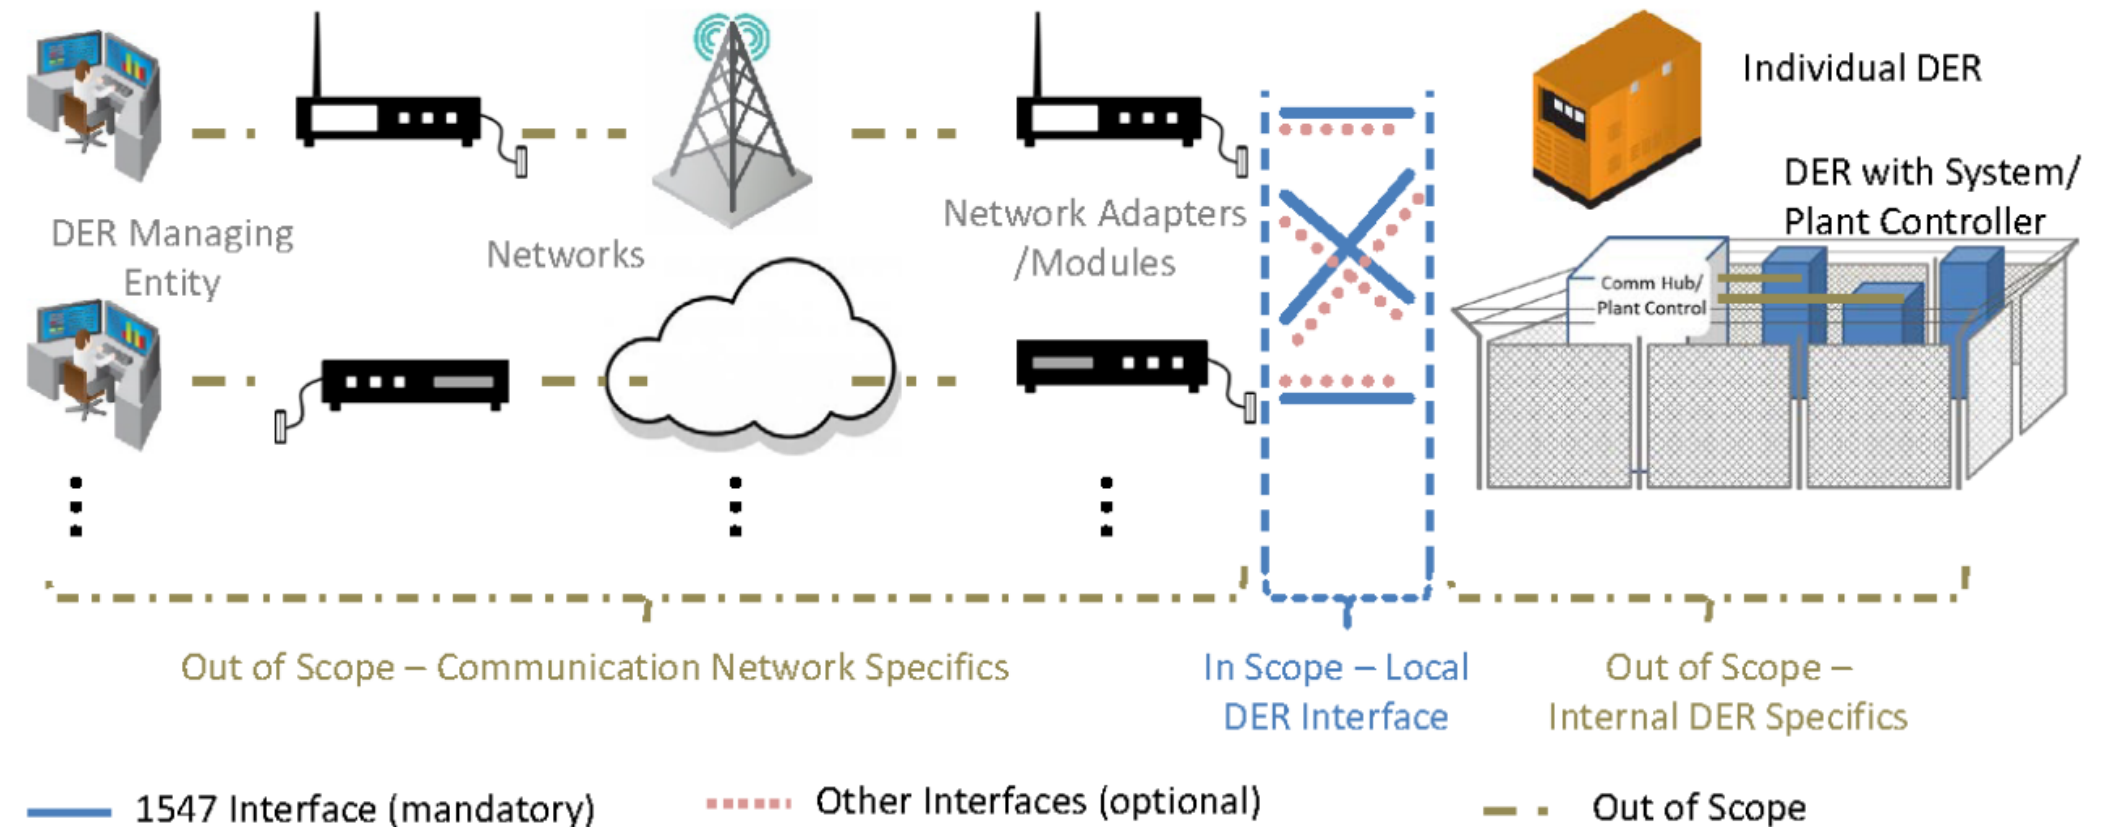 Individual DER
DER with System/
Plant Controller
DER Managing
Entity
Networks
Network Adapters
/Modules
Comm Hub/
Plant Control
Out of Scope – Communication Network Specifics
In Scope – Local
DER Interface
Out of Scope –
Internal DER Specifics
1547 Interface (mandatory)
Other Interfaces (optional)
Out of Scope